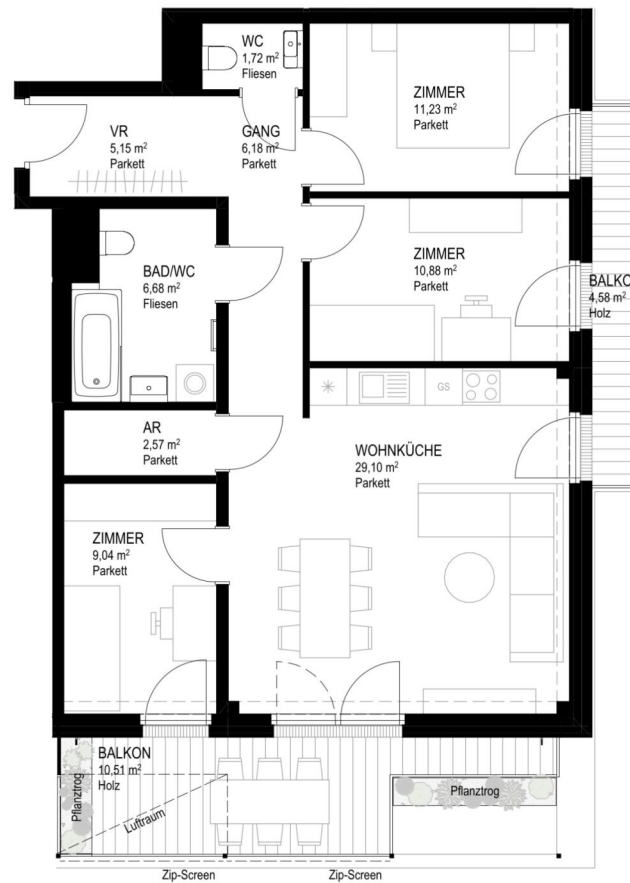 WC
1,72 m²
Fliesen
ZIMMER
11,23 m²
Parkett
VR
5,15 m²
Parkett
GANG
6,18 m²
Parkett
ZIMMER
10,88 m²
Parkett
BAD/WC
6,68 m²
Fliesen
BALKO
4,58 m²
Holz
GS
AR
2,57 m²
Parkett
WOHNKÜCHE
29,10 m²
Parkett
ZIMMER
9,04 m²
Parkett
BALKON
10,51 m²
Holz
Pflanztrog
Luftraum
Pflanztrog
Zip-Screen
Zip-Screen